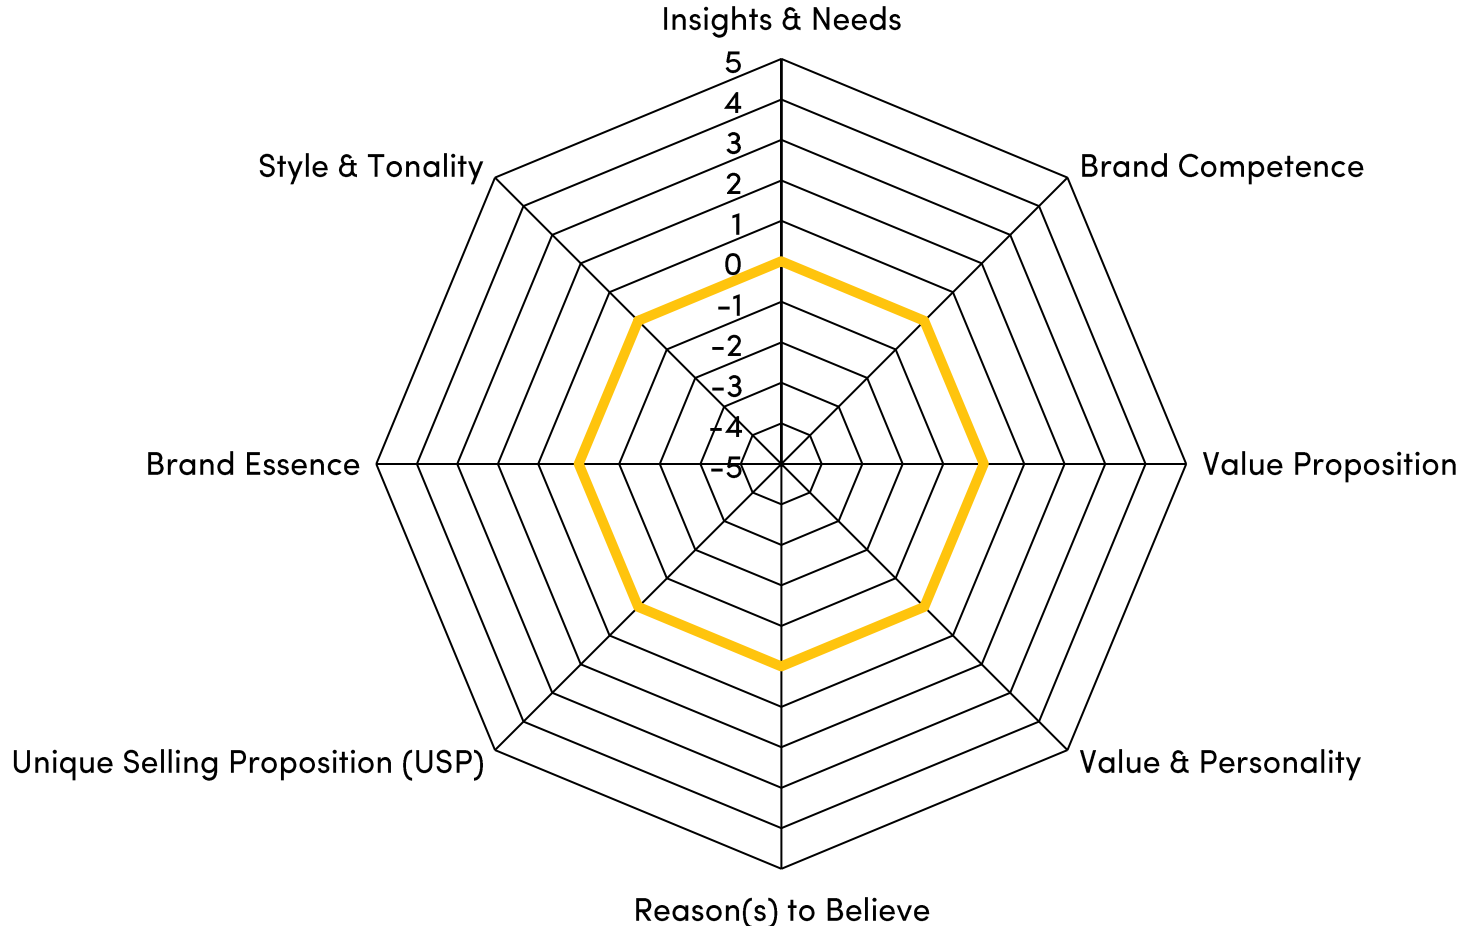 Insights & Needs
5
4
3
2
1
0
-1
-2
-3
-4
-5
Style & Tonality
Brand Competence
Brand Essence
Value Proposition
Unique Selling Proposition (USP)
Value & Personality
Reason(s) to Believe